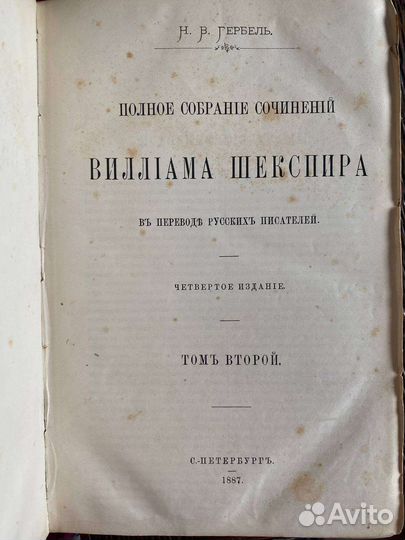 Н. В. ГЕРБЕЛЬ.
ПОЛНОЕ СОБРАНІЕ СОЧИНЕНІЙ
ВИЛЛІАМА ШЕКСПИРА
ВЪ ПЕРЕВОДѢ РУССКИХЪ ПИСАТЕЛЕЙ.
ЧЕТВЕРТОЕ ИЗДАНІЕ.
ТОМЪ ВТОРОЙ.
С.-ПЕТЕРБУРГЪ.
1887.
Avito